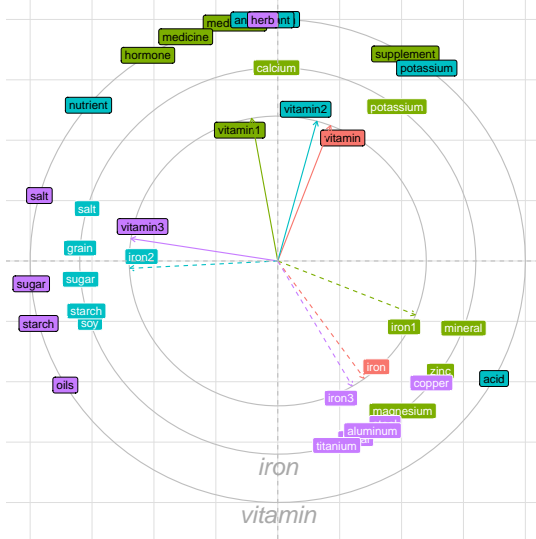 herb
supplement
medicine
hormone
potassium
calcium
nutrient
potassium
vitamin2
vitamin1
vitamin
salt
salt
vitamin3
grain
iron2
sugar
sugar
starch
starch
soy
iron1
mineral
iron
zinc
acid
oils
copper
iron3
magnesium
aluminum
titanium
iron
vitamin